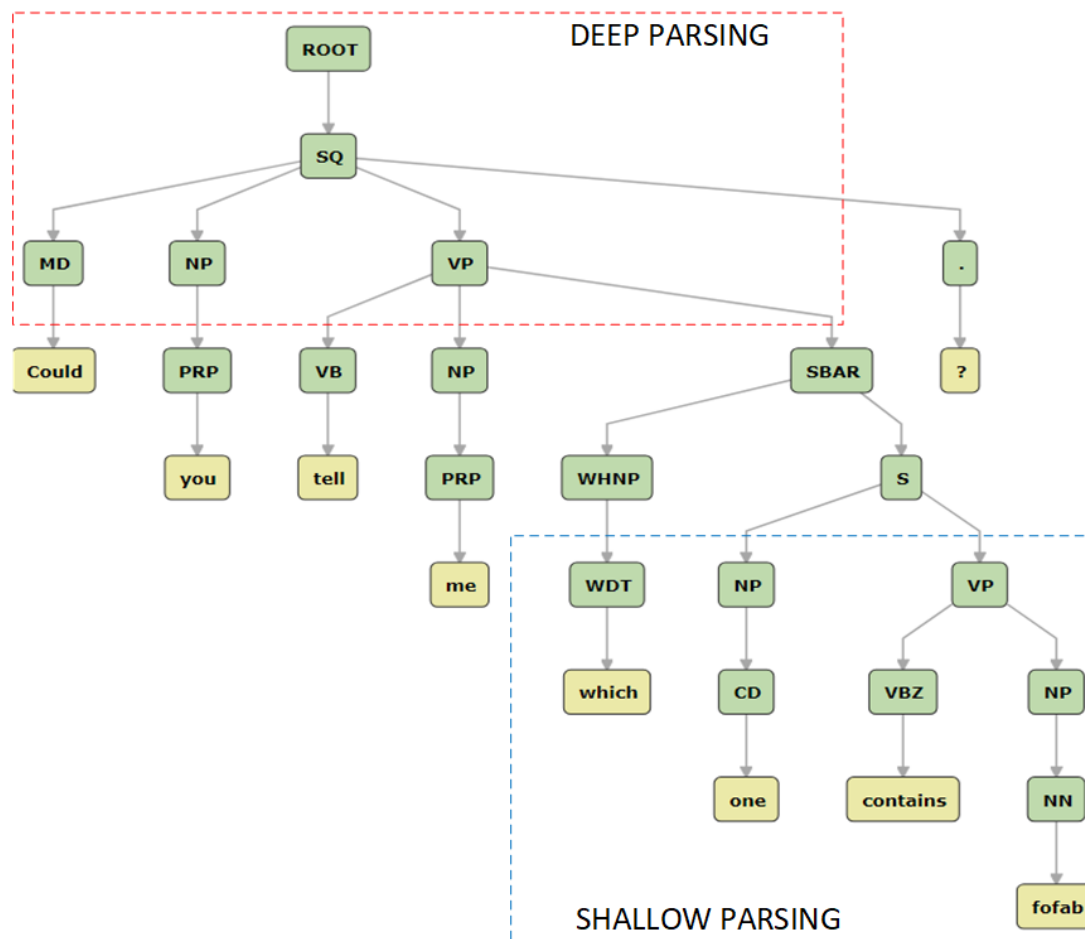 DEEP PARSING
ROOT
SQ
MD NP VP .
Could PRP VB NP SBAR ?
you tell PRP WHNP S
me WDT NP VP
which CD VBZ NP
one contains NN
fofab
SHALLOW PARSING